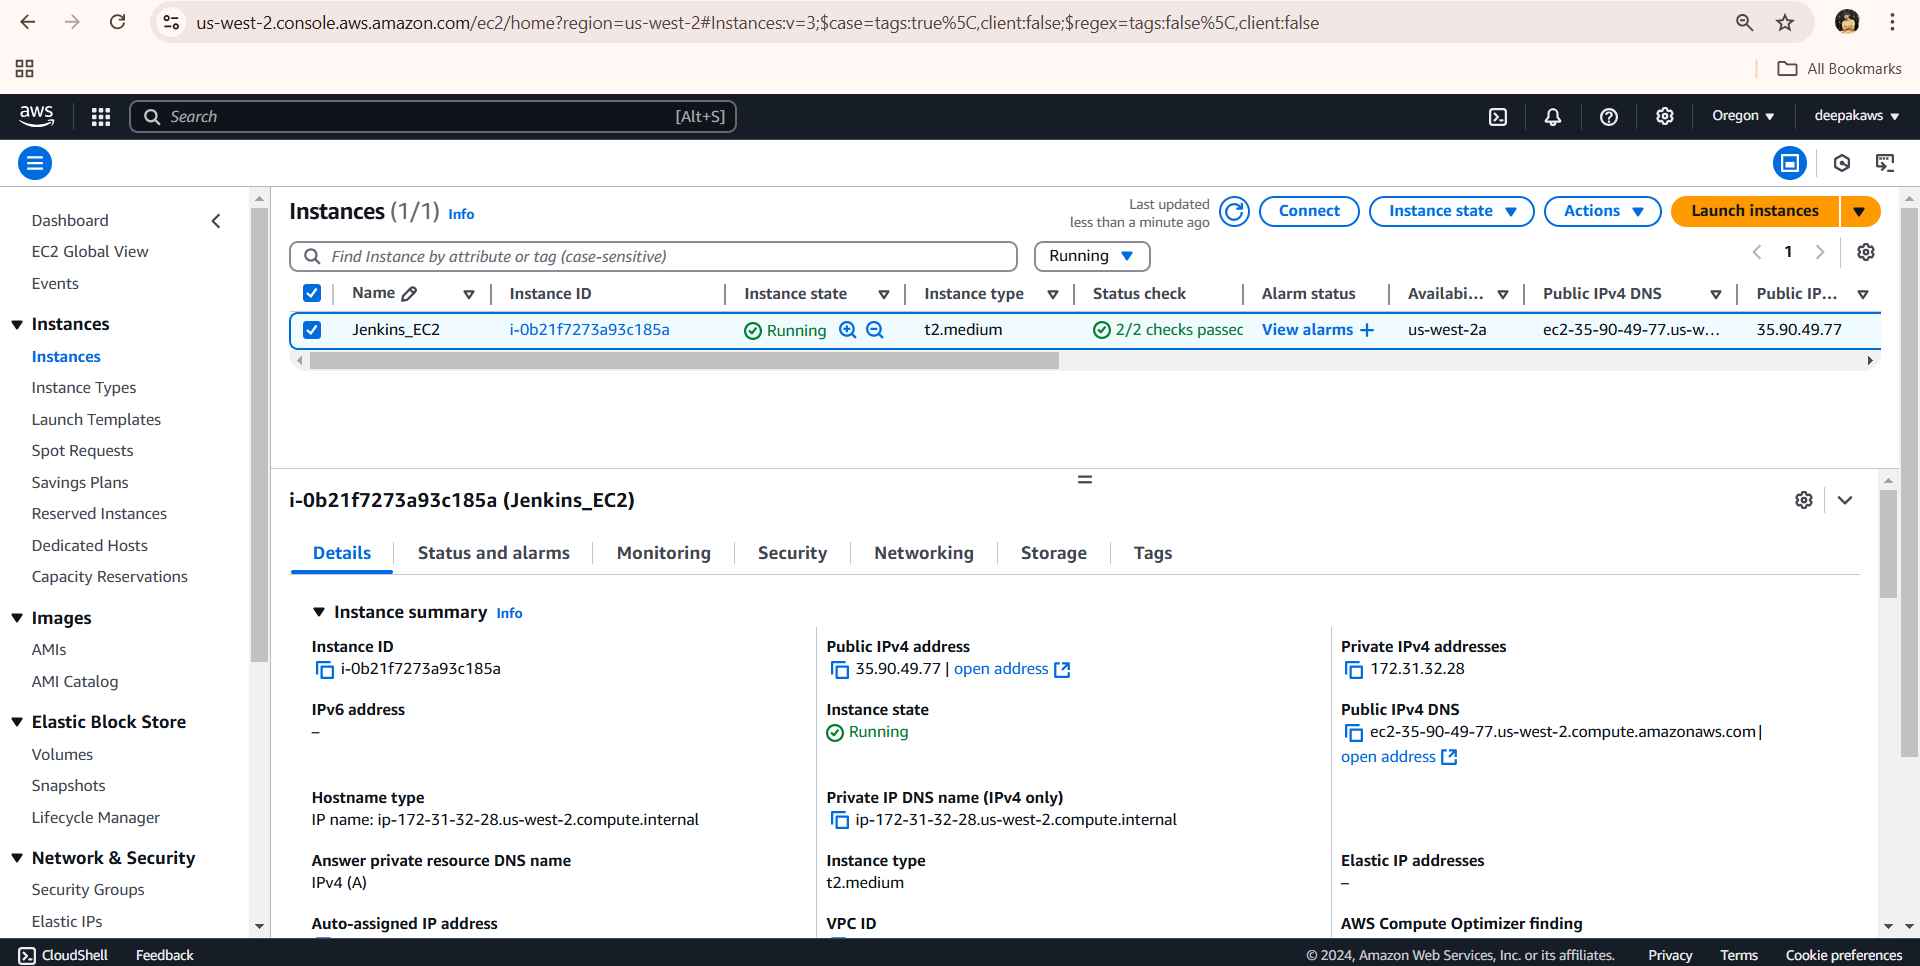 us-west-2.console.aws.amazon.com/ec2/home?region=us-west-2#Instances:v=3;$case=tags:true%5C,client:false;$regex=tags:false%5C,client:false
All Bookmarks
aws
Search [Alt+S]
Oregon
deepakaws
Dashboard
EC2 Global View
Events
Instances
Instances
Instance Types
Launch Templates
Spot Requests
Savings Plans
Reserved Instances
Dedicated Hosts
Capacity Reservations
Images
AMIs
AMI Catalog
Elastic Block Store
Volumes
Snapshots
Lifecycle Manager
Network & Security
Security Groups
Elastic IPs
Instances (1/1) Info
Last updated
less than a minute ago
Connect
Instance state
Actions
Launch instances
Find Instance by attribute or tag (case-sensitive)
Running
1
Name Instance ID Instance state Instance type Status check Alarm status Availabi... Public IPv4 DNS Public IP...
Jenkins_EC2 i-0b21f7273a93c185a Running t2.medium 2/2 checks passec View alarms + us-west-2a ec2-35-90-49-77.us-w... 35.90.49.77
i-0b21f7273a93c185a (Jenkins_EC2)
Details Status and alarms Monitoring Security Networking Storage Tags
Instance summary Info
Instance ID
i-0b21f7273a93c185a
Public IPv4 address
35.90.49.77 | open address
Private IPv4 addresses
172.31.32.28
IPv6 address
–
Instance state
Running
Public IPv4 DNS
ec2-35-90-49-77.us-west-2.compute.amazonaws.com |
open address
Hostname type
IP name: ip-172-31-32-28.us-west-2.compute.internal
Private IP DNS name (IPv4 only)
ip-172-31-32-28.us-west-2.compute.internal
Answer private resource DNS name
IPv4 (A)
Instance type
t2.medium
Elastic IP addresses
–
Auto-assigned IP address
VPC ID
AWS Compute Optimizer finding
CloudShell Feedback
© 2024, Amazon Web Services, Inc. or its affiliates. Privacy Terms Cookie preferences